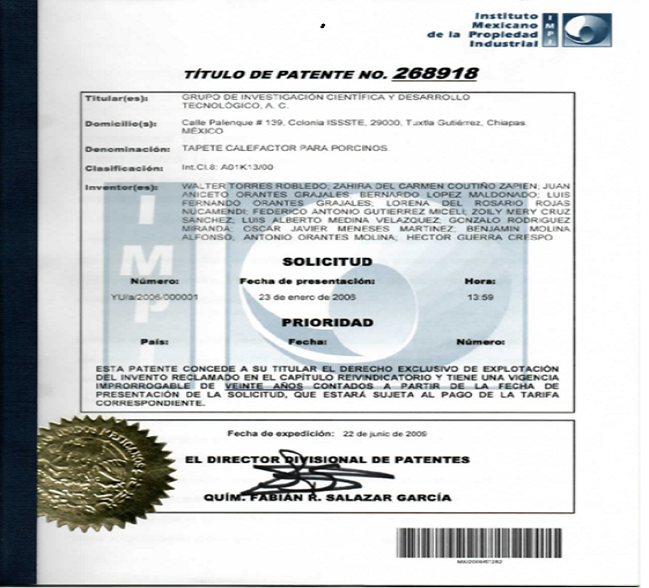 Instituto
Mexicano
de la Propiedad
Industrial
IMPI
TÍTULO DE PATENTE NO. 268918
Titular(es): GRUPO DE INVESTIGACIÓN CIENTÍFICA Y DESARROLLO
TECNOLÓGICO, A. C.
Domicilio(s): Calle Palenque # 139, Colonia ISSSTE, 29000, Tuxtla Gutiérrez, Chiapas,
MÉXICO
Denominación: TAPETE CALEFACTOR PARA PORCINOS.
Clasificación: Int.Cl.8: A01K13/00
Inventor(es): WALTER TORRES ROBLEDO; ZAHIRA DEL CARMEN COUTIÑO ZAPIEN; JUAN
ANICETO ORANTES GRAJALES; BERNARDO LOPEZ MALDONADO; LUIS
FERNANDO ORANTES GRAJALES; LORENA DEL ROSARIO ROJAS
NUCAMENDI; FEDERICO ANTONIO GUTIERREZ MICELI; ZOILY MERY CRUZ
SANCHEZ; LUIS ALBERTO MEDINA VELAZQUEZ; GONZALO RODRIGUEZ
MIRANDA; OSCAR JAVIER MENESES MARTINEZ; BENJAMIN MOLINA
ALFONSO; ANTONIO ORANTES MOLINA; HECTOR GUERRA CRESPO
IMPI
SOLICITUD
Número: Fecha de presentación: Hora:
YU/a/2006/000001 23 de enero de 2006 13:59
PRIORIDAD
País: Fecha: Número:
ESTA PATENTE CONCEDE A SU TITULAR EL DERECHO EXCLUSIVO DE EXPLOTACIÓN
DEL INVENTO RECLAMADO EN EL CAPÍTULO REIVINDICATORIO Y TIENE UNA VIGENCIA
IMPRORROGABLE DE VEINTE AÑOS CONTADOS A PARTIR DE LA FECHA DE
PRESENTACIÓN DE LA SOLICITUD, QUE ESTARÁ SUJETA AL PAGO DE LA TARIFA
CORRESPONDIENTE.
Fecha de expedición: 22 de junio de 2009
EL DIRECTOR DIVISIONAL DE PATENTES
QUÍM. FABIÁN R. SALAZAR GARCÍA